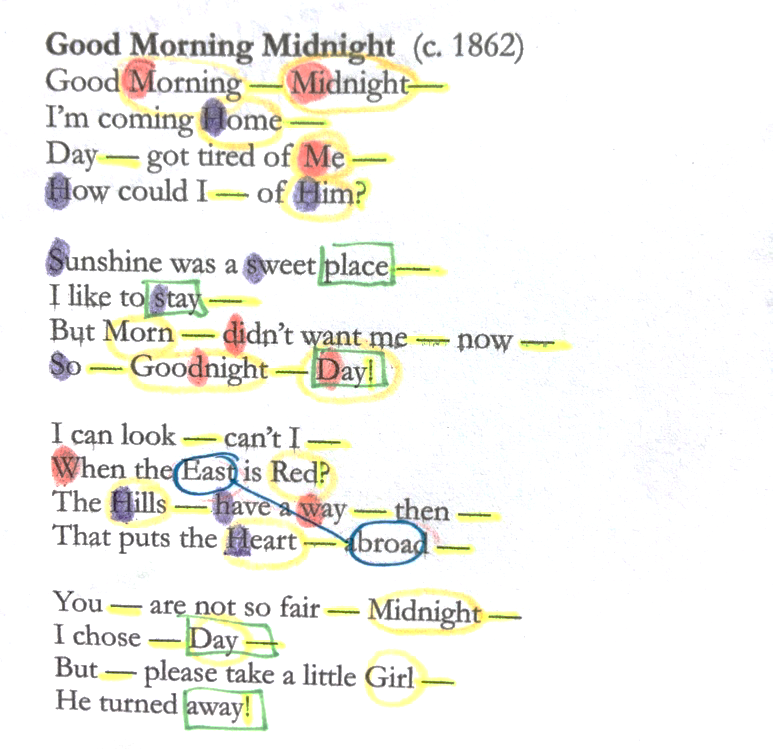 Good Morning Midnight (c. 1862)
Good Morning — Midnight —
I'm coming Home —
Day — got tired of Me —
How could I — of Him?
Sunshine was a sweet place —
I like to stay —
But Morn — didn't want me — now —
So — Goodnight — Day!
I can look — can't I —
When the East is Red?
The Hills — have a way — then —
That puts the Heart — abroad —
You — are not so fair — Midnight —
I chose — Day —
But — please take a little Girl —
He turned away!